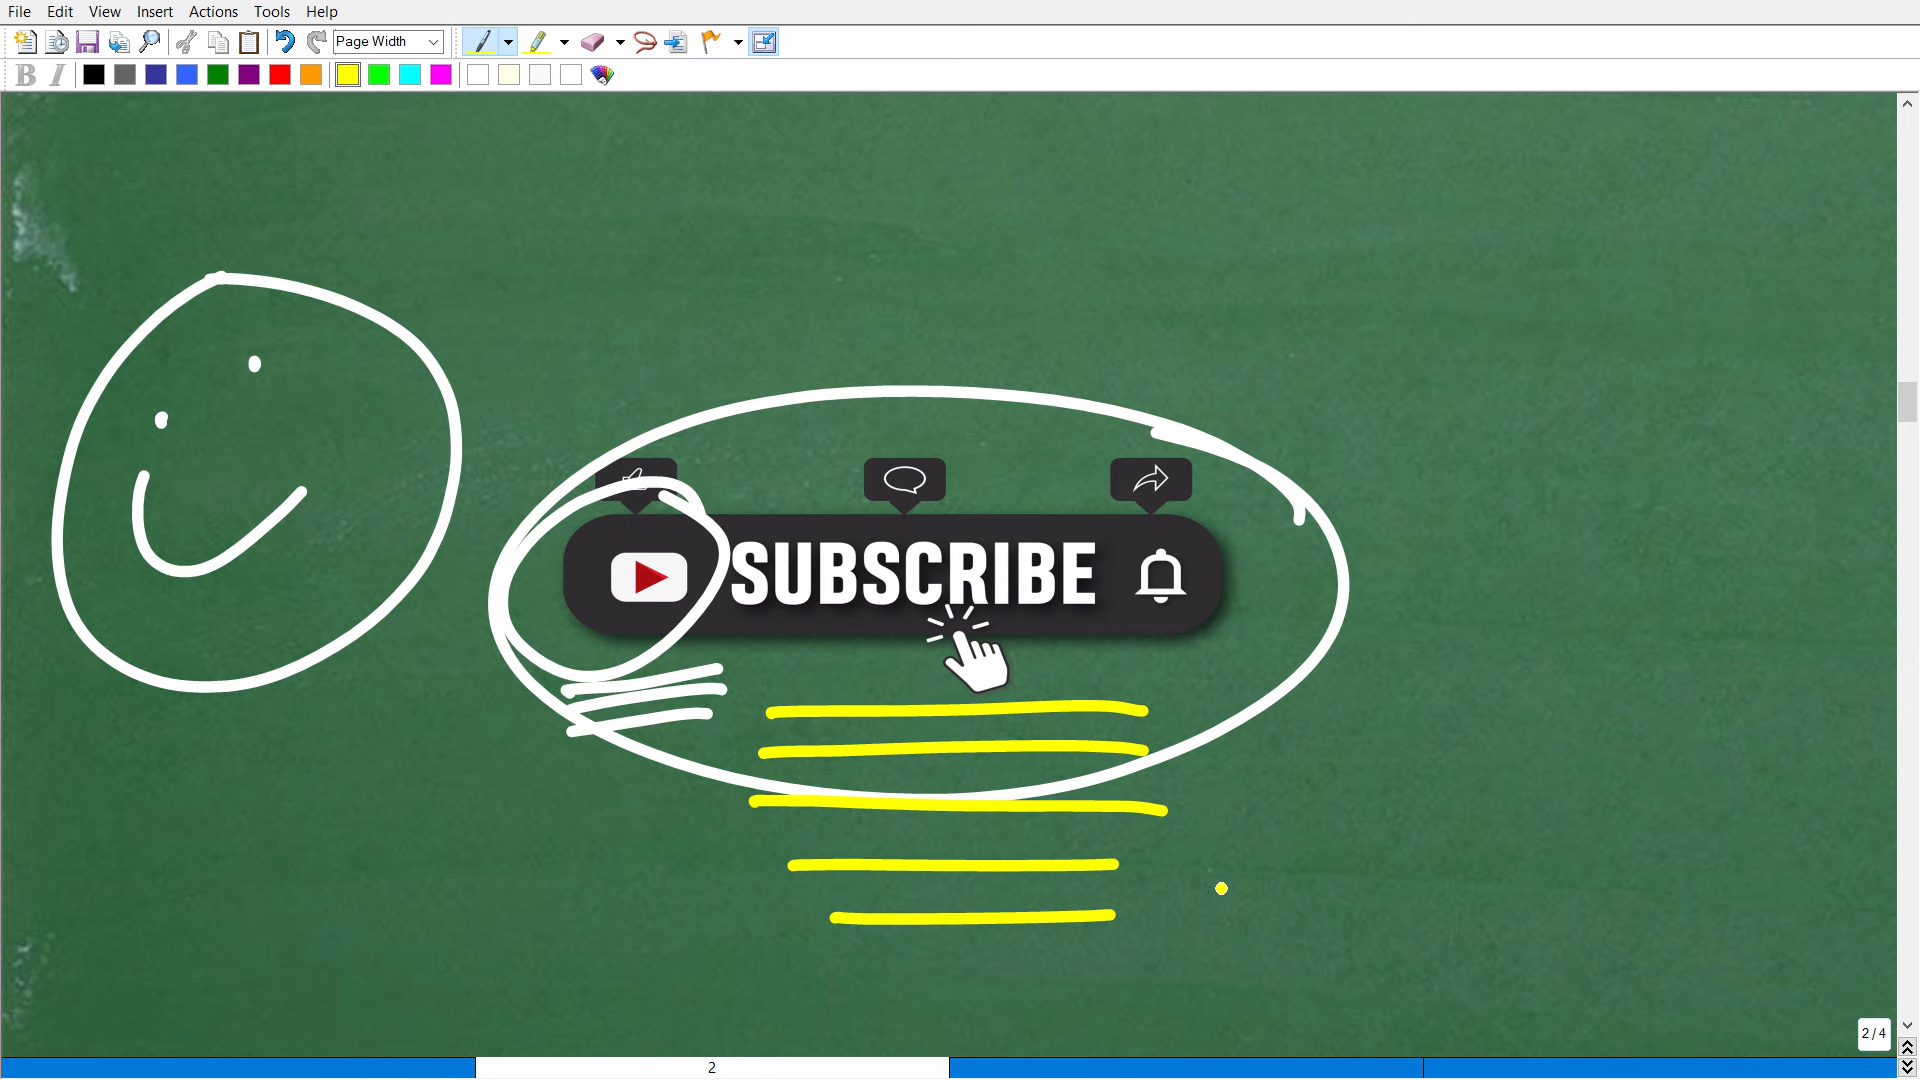 File Edit View Insert Actions Tools Help
Page Width
B I
SUBSCRIBE
2 / 4
2